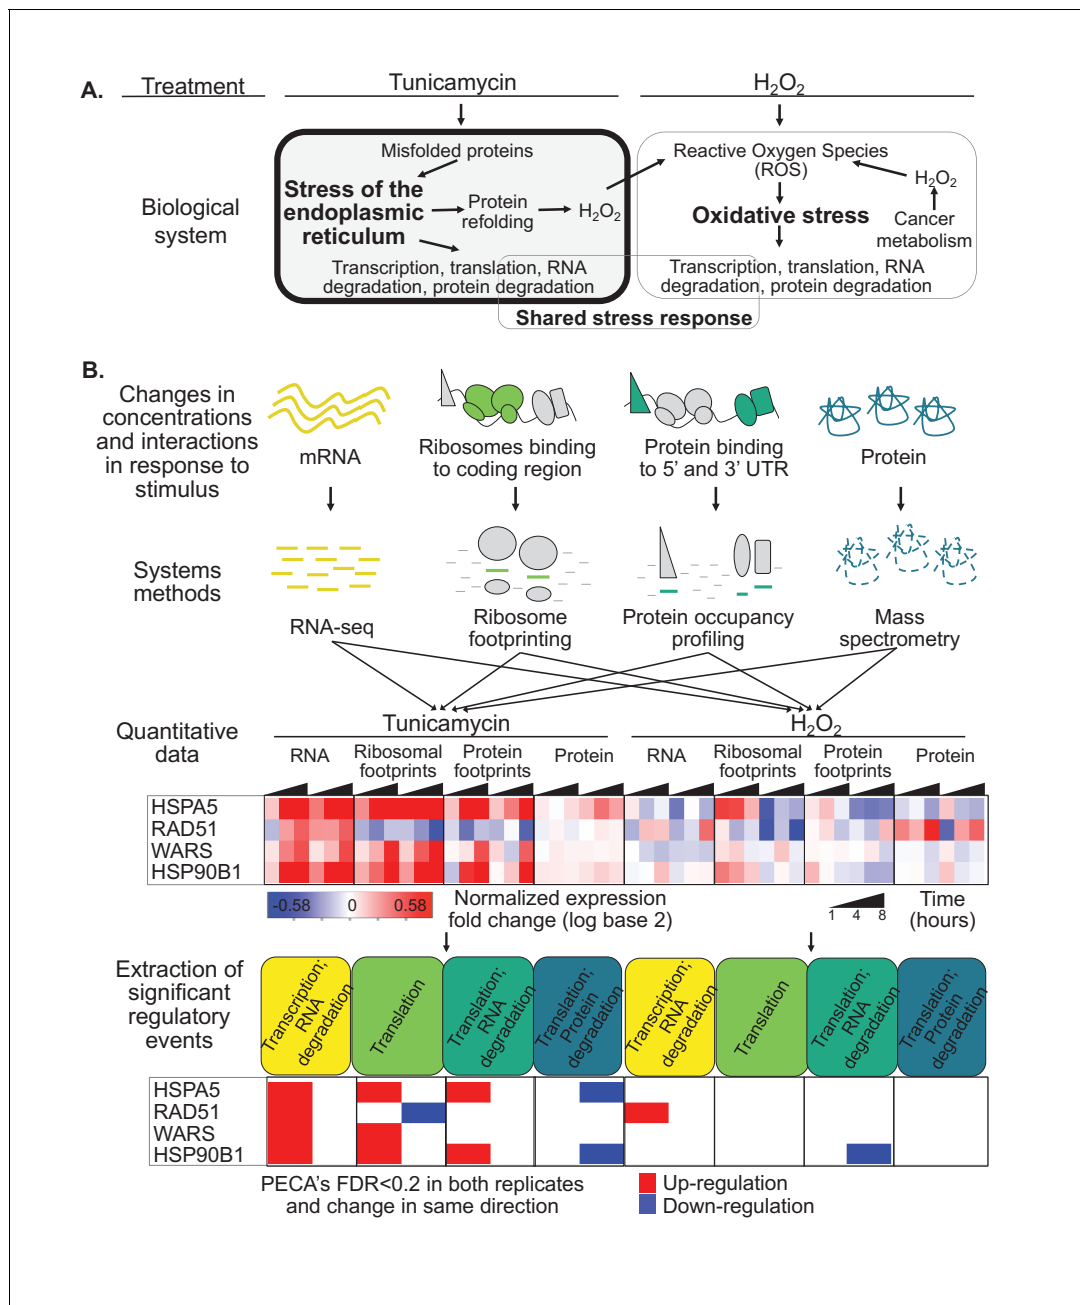 A.
Treatment
Tunicamycin
H2O2
Biological
system
Misfolded proteins
Stress of the
endoplasmic
reticulum
Protein
refolding
H2O2
Transcription, translation, RNA
degradation, protein degradation
Reactive Oxygen Species
(ROS)
H2O2
Oxidative stress
Cancer
metabolism
Transcription, translation, RNA
degradation, protein degradation
Shared stress response
B.
Changes in
concentrations
and interactions
in response to
stimulus
mRNA
Ribosomes binding
to coding region
Protein binding
to 5' and 3' UTR
Protein
Systems
methods
RNA-seq
Ribosome
footprinting
Protein occupancy
profiling
Mass
spectrometry
Quantitative
data
Tunicamycin
H2O2
RNA
Ribosomal
footprints
Protein
footprints
Protein
RNA
Ribosomal
footprints
Protein
footprints
Protein
HSPA5
RAD51
WARS
HSP90B1
-0.58 0 0.58
Normalized expression
fold change (log base 2)
1 4 8
Time
(hours)
Extraction of
significant
regulatory
events
Transcription;
RNA
degradation
Translation
Translation;
RNA
degradation
Translation;
Protein
degradation
Transcription;
RNA
degradation
Translation
Translation;
RNA
degradation
Translation;
Protein
degradation
HSPA5
RAD51
WARS
HSP90B1
PECA's FDR<0.2 in both replicates
and change in same direction
Up-regulation
Down-regulation